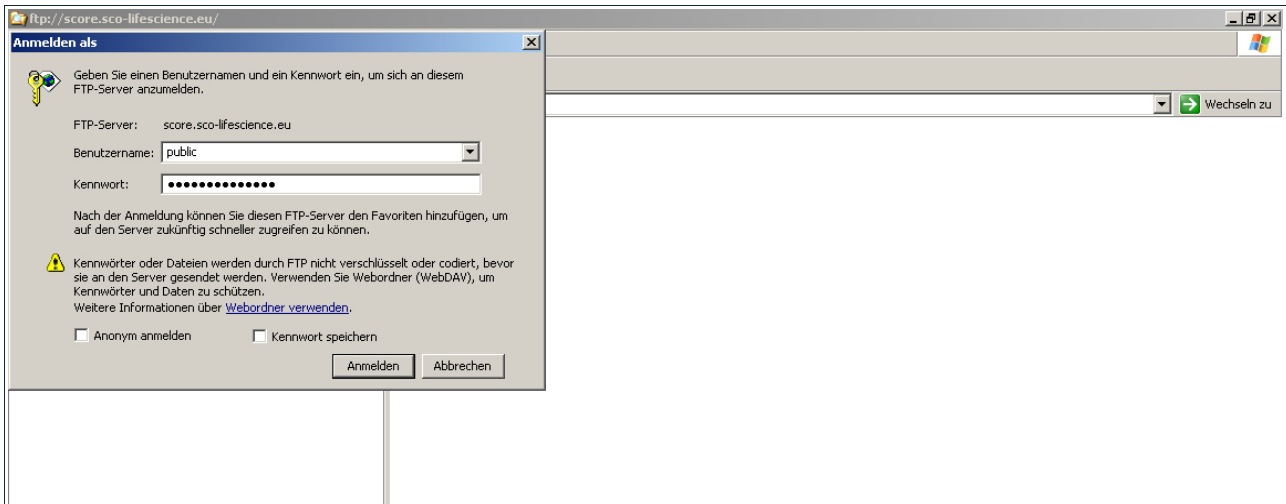 ftp://score.sco-lifescience.eu/
Anmelden als
Geben Sie einen Benutzernamen und ein Kennwort ein, um sich an diesem
FTP-Server anzumelden.
FTP-Server: score.sco-lifescience.eu
Benutzername: public
Kennwort: ••••••••••••••
Nach der Anmeldung können Sie diesen FTP-Server den Favoriten hinzufügen, um
auf den Server zukünftig schneller zugreifen zu können.
Kennwörter oder Dateien werden durch FTP nicht verschlüsselt oder codiert, bevor
sie an den Server gesendet werden. Verwenden Sie Webordner (WebDAV), um
Kennwörter und Daten zu schützen.
Weitere Informationen über Webordner verwenden.
Anonym anmelden Kennwort speichern
Anmelden Abbrechen
Wechseln zu